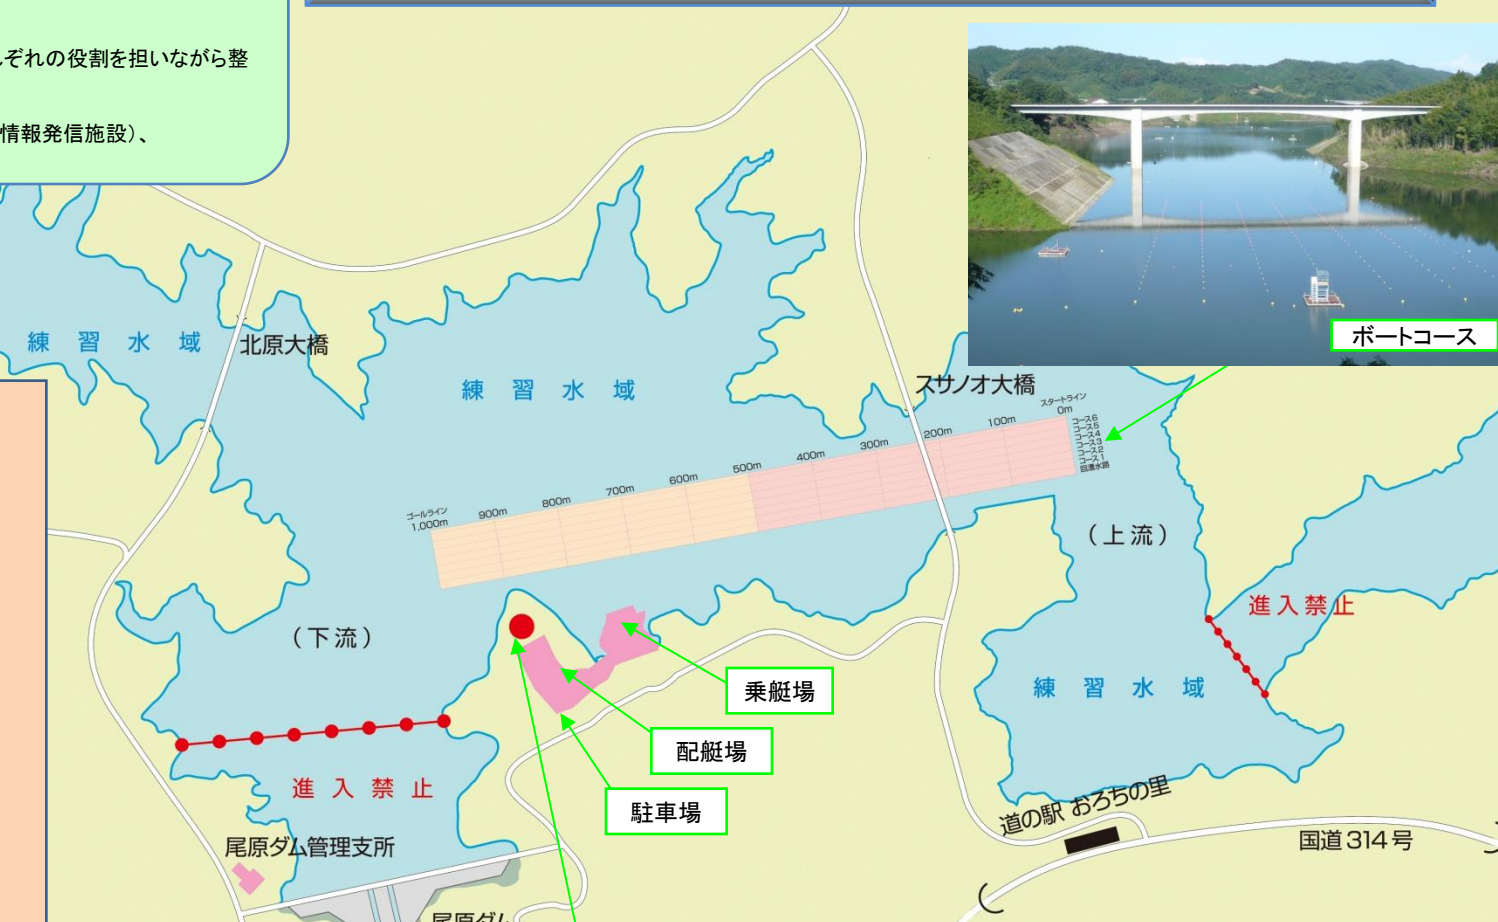 ぞれの役割を担いながら整
情報発信施設）、
ボートコース
練習水域
北原大橋
練習水域
スサノオ大橋
スタートライン
0m
100m
200m
300m
400m
500m
600m
700m
800m
900m
ゴールライン
1,000m
コース6
コース5
コース4
コース3
コース2
コース1
回漕水路
（上流）
進入禁止
（下流）
乗艇場
練習水域
配艇場
進入禁止
駐車場
道の駅 おろちの里
国道314号
尾原ダム管理支所
尾原ダム